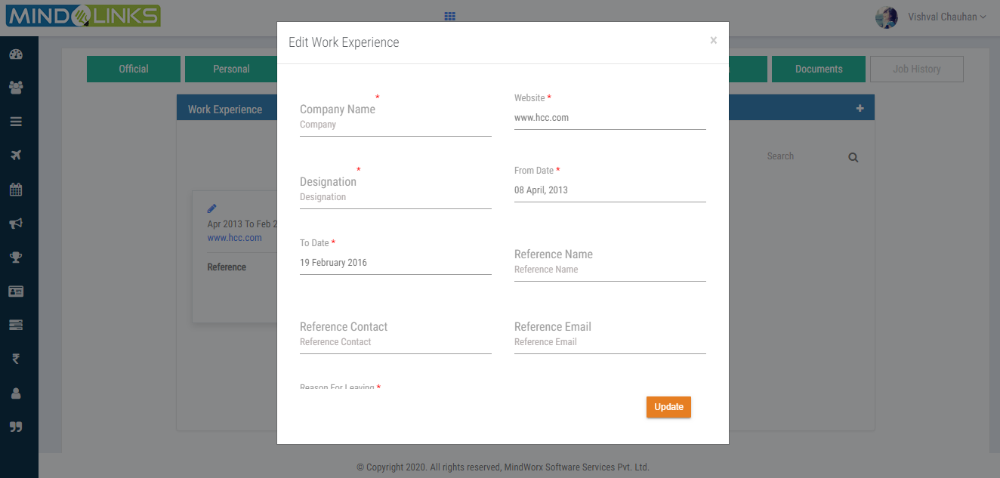 MINDLINKS
Vishval Chauhan
Edit Work Experience
×
Official
Personal
Documents
Job History
Work Experience
+
Company Name *
Company
Website *
www.hcc.com
Search
Designation *
Designation
From Date *
08 April, 2013
Apr 2013 To Feb 2
www.hcc.com
Reference
To Date *
19 February 2016
Reference Name
Reference Name
Reference Contact
Reference Contact
Reference Email
Reference Email
Reason For Leaving *
Update
© Copyright 2020. All rights reserved, MindWorx Software Services Pvt. Ltd.